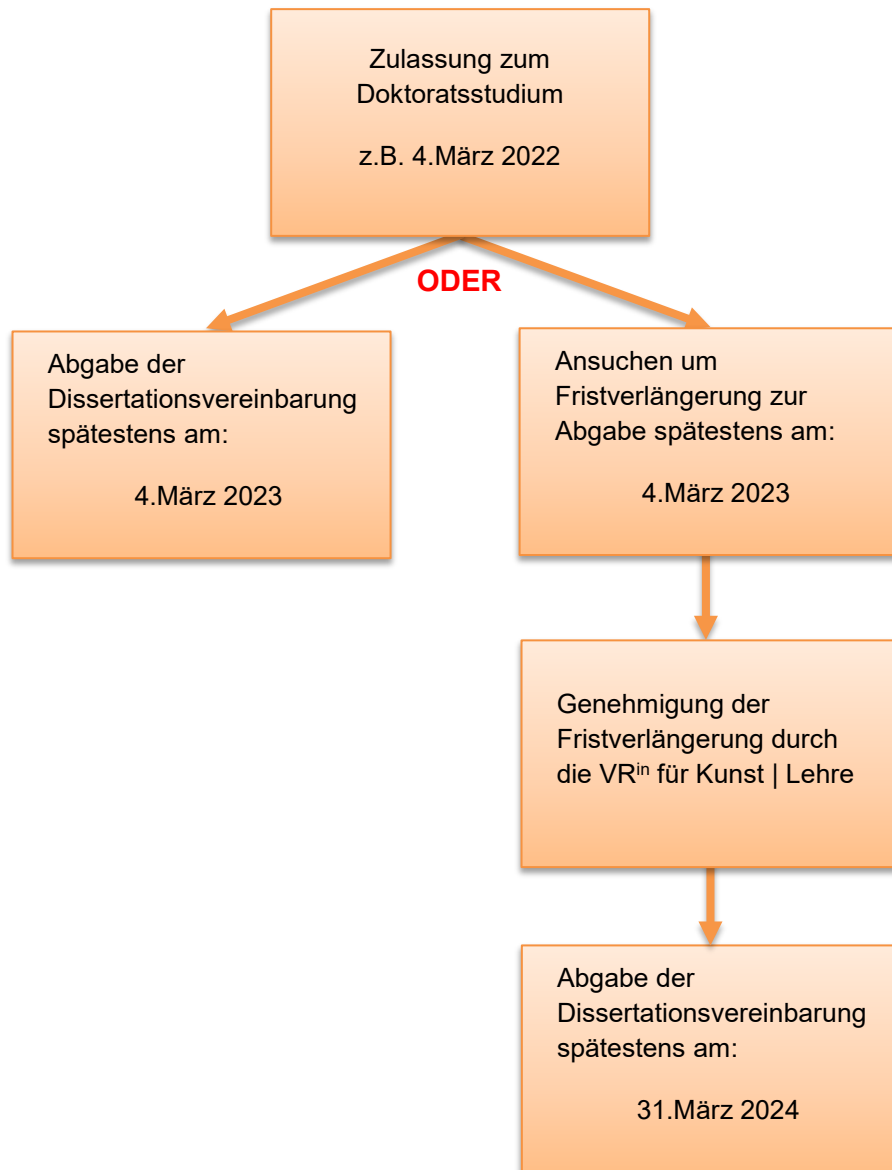 Zulassung zum
Doktoratsstudium
z.B. 4.März 2022
ODER
Abgabe der
Dissertationsvereinbarung
spätestens am:
4.März 2023
Ansuchen um
Fristverlängerung zur
Abgabe spätestens am:
4.März 2023
Genehmigung der
Fristverlängerung durch
die VRⁱⁿ für Kunst | Lehre
Abgabe der
Dissertationsvereinbarung
spätestens am:
31.März 2024